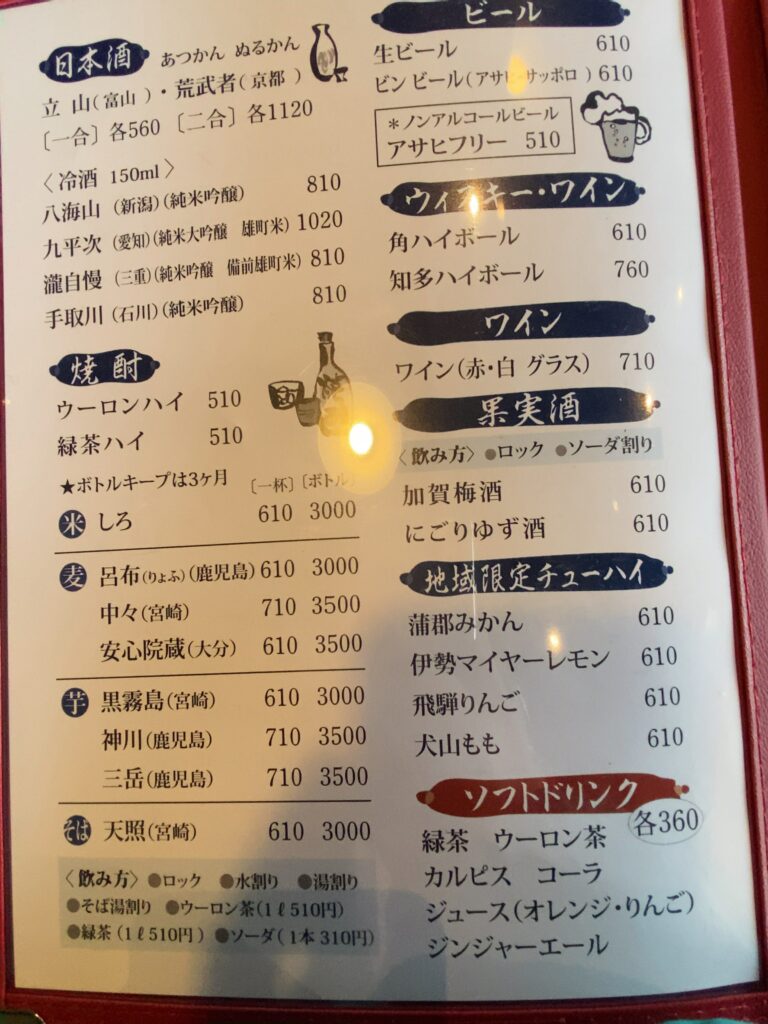 日本酒 あつかん ぬるかん
立山(富山)・荒武者(京都)
〔一合〕各560 〔二合〕各1120
〈冷酒 150ml〉
八海山(新潟)(純米吟醸) 810
九平次(愛知)(純米大吟醸 雄町米) 1020
瀧自慢(三重)(純米吟醸 備前雄町米) 810
手取川(石川)(純米吟醸) 810
焼酎
ウーロンハイ 510
緑茶ハイ 510
★ボトルキープは3ヶ月 〔一杯〕〔ボトル〕
米 しろ 610 3000
麦 呂布(りょふ)(鹿児島) 610 3000
中々(宮崎) 710 3500
安心院蔵(大分) 610 3500
芋 黒霧島(宮崎) 610 3000
神川(鹿児島) 710 3500
三岳(鹿児島) 710 3500
そば 天照(宮崎) 610 3000
〈飲み方〉●ロック ●水割り ●湯割り
●そば湯割り ●ウーロン茶(1ℓ510円)
●緑茶(1ℓ510円) ●ソーダ(1本310円)
ビール
生ビール 610
ビンビール(アサヒ・サッポロ) 610
*ノンアルコールビール
アサヒフリー 510
ウィスキー・ワイン
角ハイボール 610
知多ハイボール 760
ワイン
ワイン(赤・白 グラス) 710
果実酒
〈飲み方〉●ロック ●ソーダ割り
加賀梅酒 610
にごりゆず酒 610
地域限定チューハイ
蒲郡みかん 610
伊勢マイヤーレモン 610
飛騨りんご 610
犬山もも 610
ソフトドリンク
各360
緑茶 ウーロン茶
カルピス コーラ
ジュース(オレンジ・りんご)
ジンジャーエール